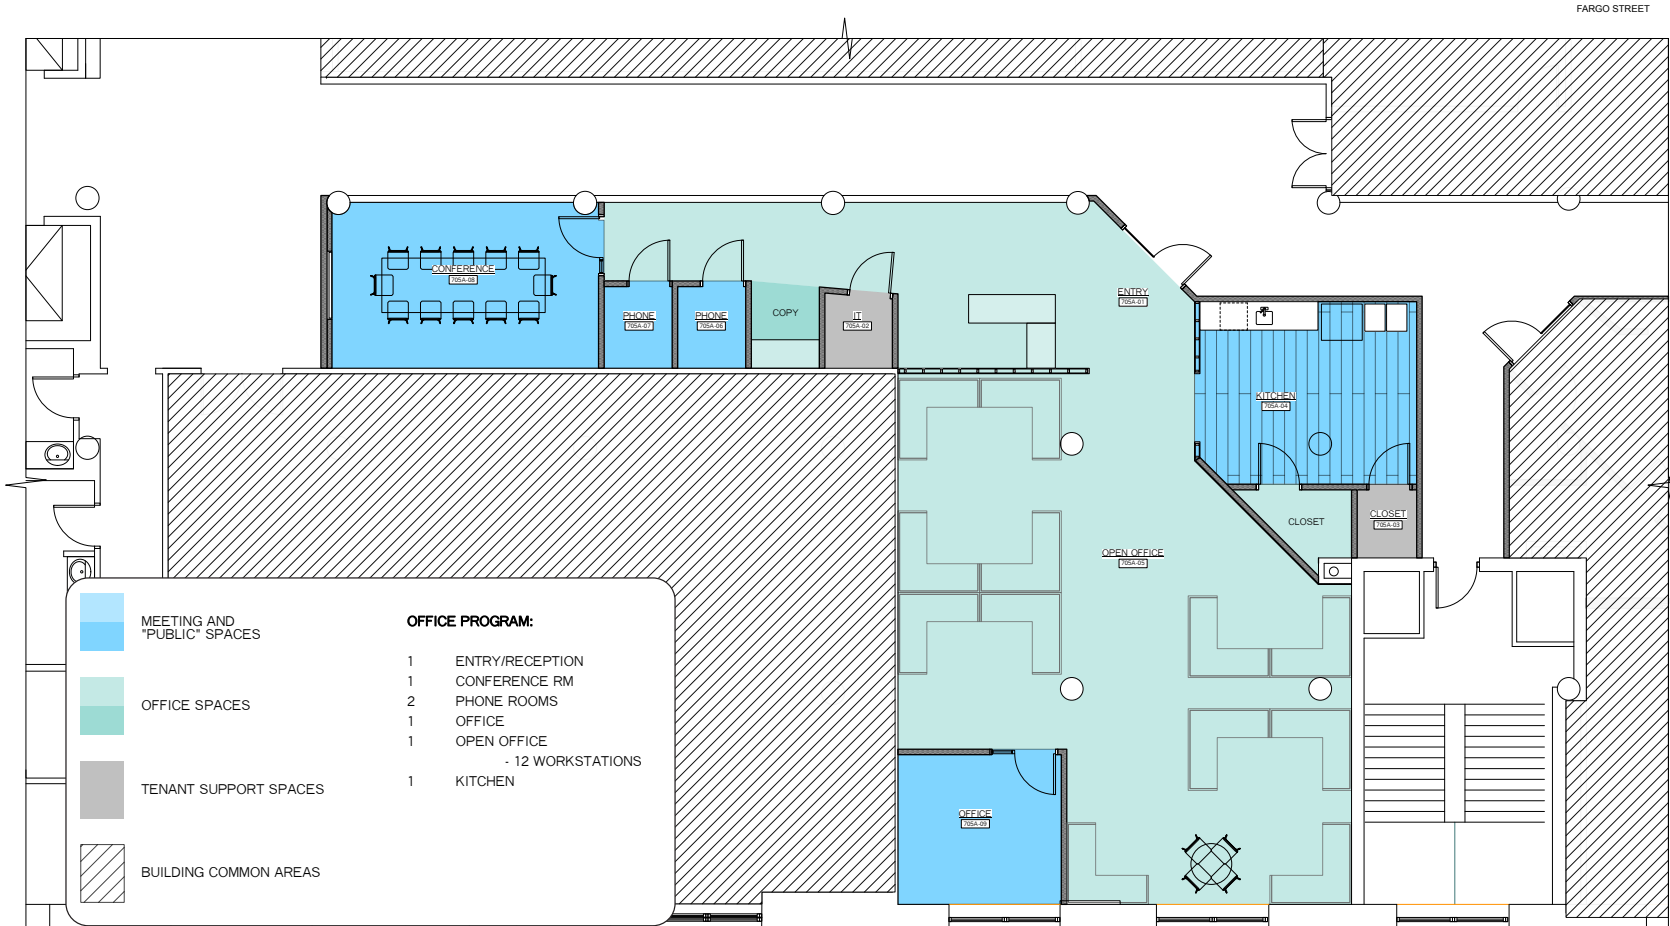 FARGO STREET
CONFERENCE
705A-08
PHONE
705A-07
PHONE
705A-06
COPY
IT
705A-02
ENTRY
705A-01
KITCHEN
705A-04
CLOSET
CLOSET
705A-03
OPEN OFFICE
705A-05
OFFICE
705A-09
MEETING AND
"PUBLIC" SPACES
OFFICE SPACES
TENANT SUPPORT SPACES
BUILDING COMMON AREAS
OFFICE PROGRAM:
1 ENTRY/RECEPTION
1 CONFERENCE RM
2 PHONE ROOMS
1 OFFICE
1 OPEN OFFICE
- 12 WORKSTATIONS
1 KITCHEN